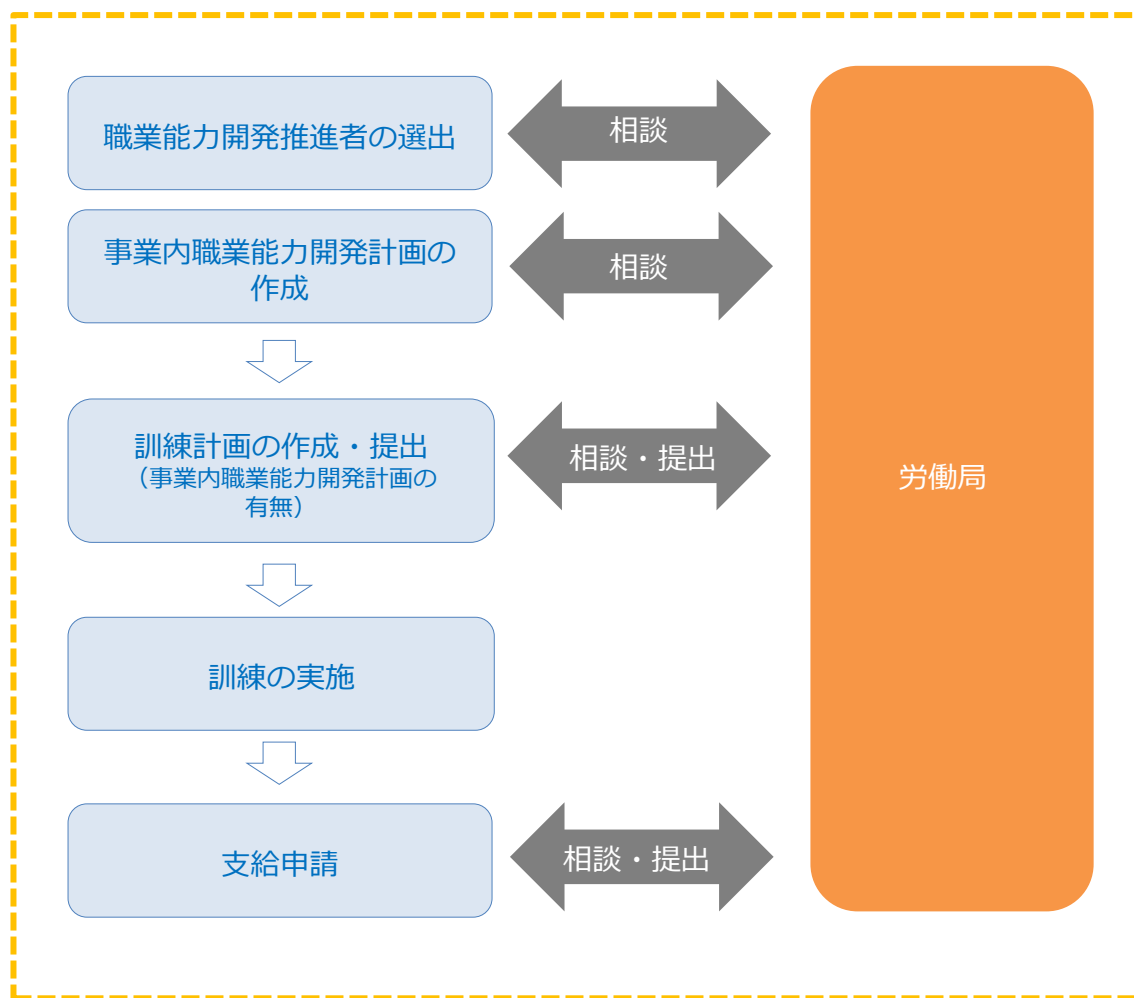 職業能力開発推進者の選出
相談
事業内職業能力開発計画の
作成
相談
訓練計画の作成・提出
（事業内職業能力開発計画の
有無）
相談・提出
労働局
訓練の実施
支給申請
相談・提出